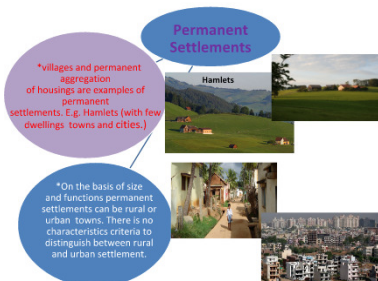 Permanent
Settlements
*villages and permanent
aggregation
of housings are examples of
permanent
settlements. E.g. Hamlets (with few
dwellings towns and cities.)
Hamlets
*On the basis of size
and functions permanent
settlements can be rural or
urban towns. There is no
characteristics criteria to
distinguish between rural
and urban settlement.